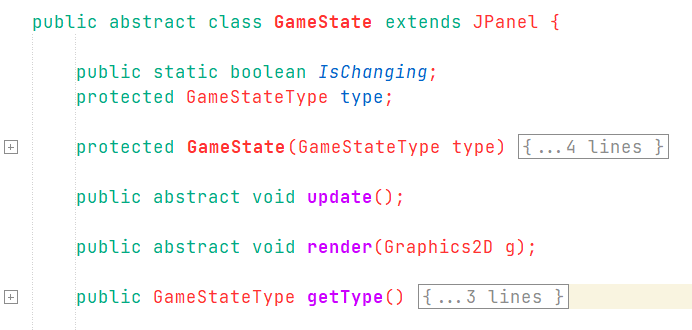 public abstract class GameState extends JPanel {
public static boolean IsChanging;
protected GameStateType type;
protected GameState(GameStateType type) {...4 lines }
public abstract void update();
public abstract void render(Graphics2D g);
public GameStateType getType() {...3 lines }